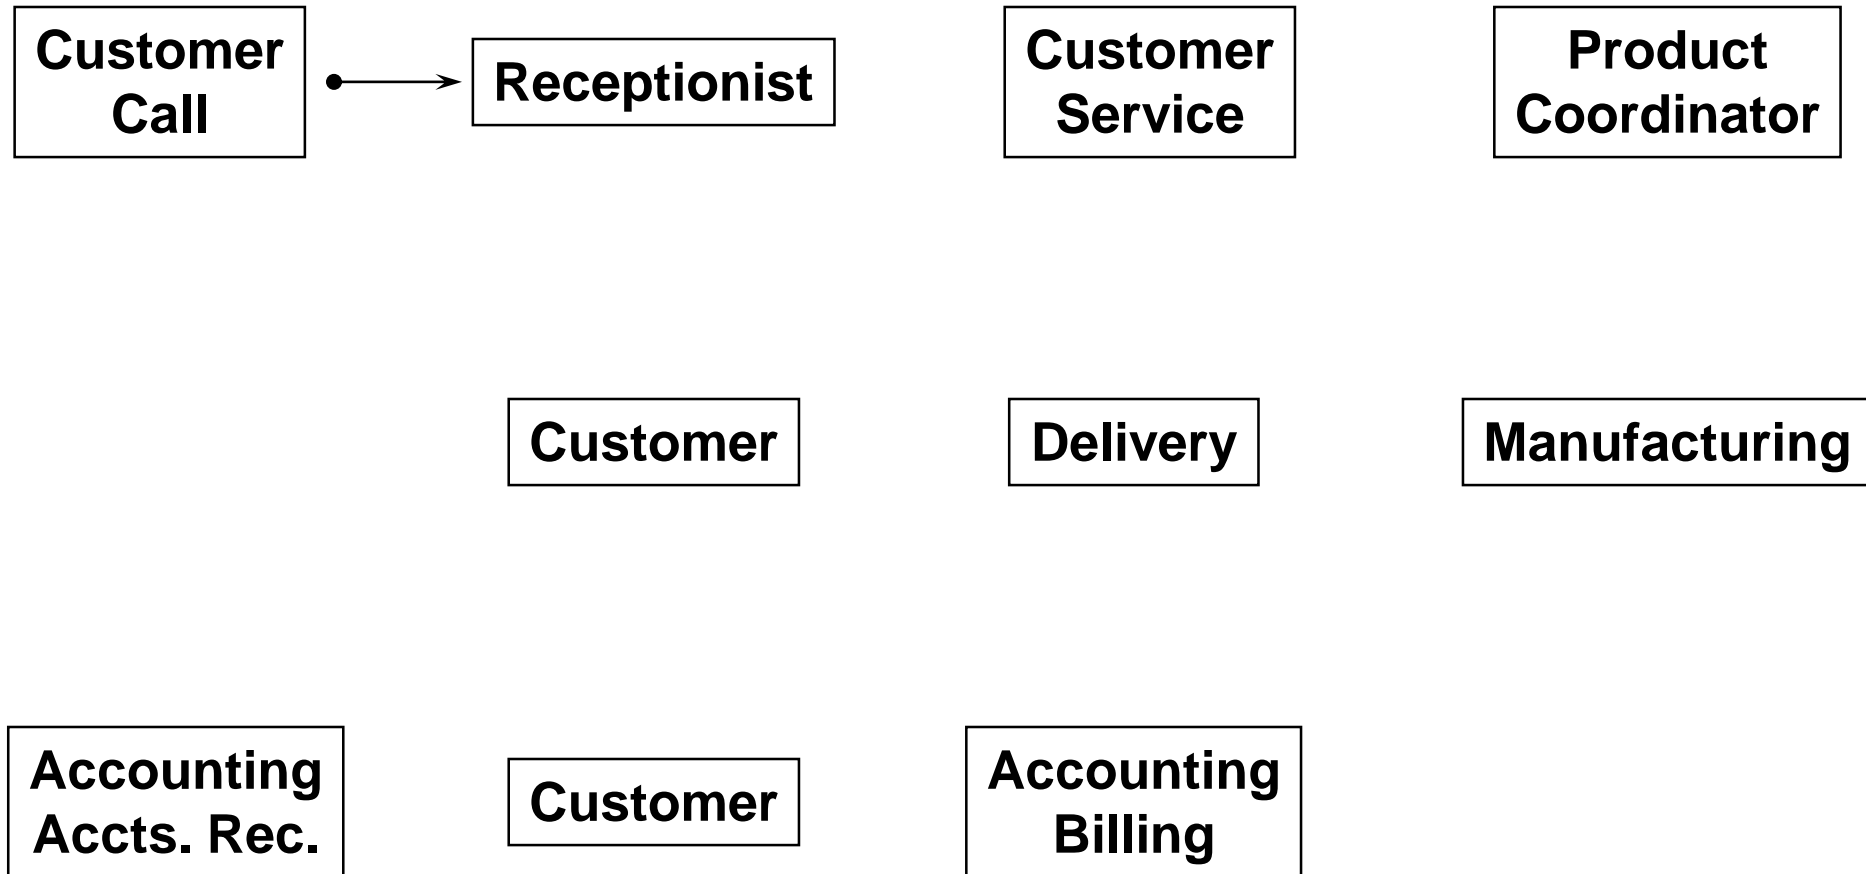 Customer
Call
Receptionist
Customer
Service
Product
Coordinator
Customer
Delivery
Manufacturing
Accounting
Accts. Rec.
Customer
Accounting
Billing